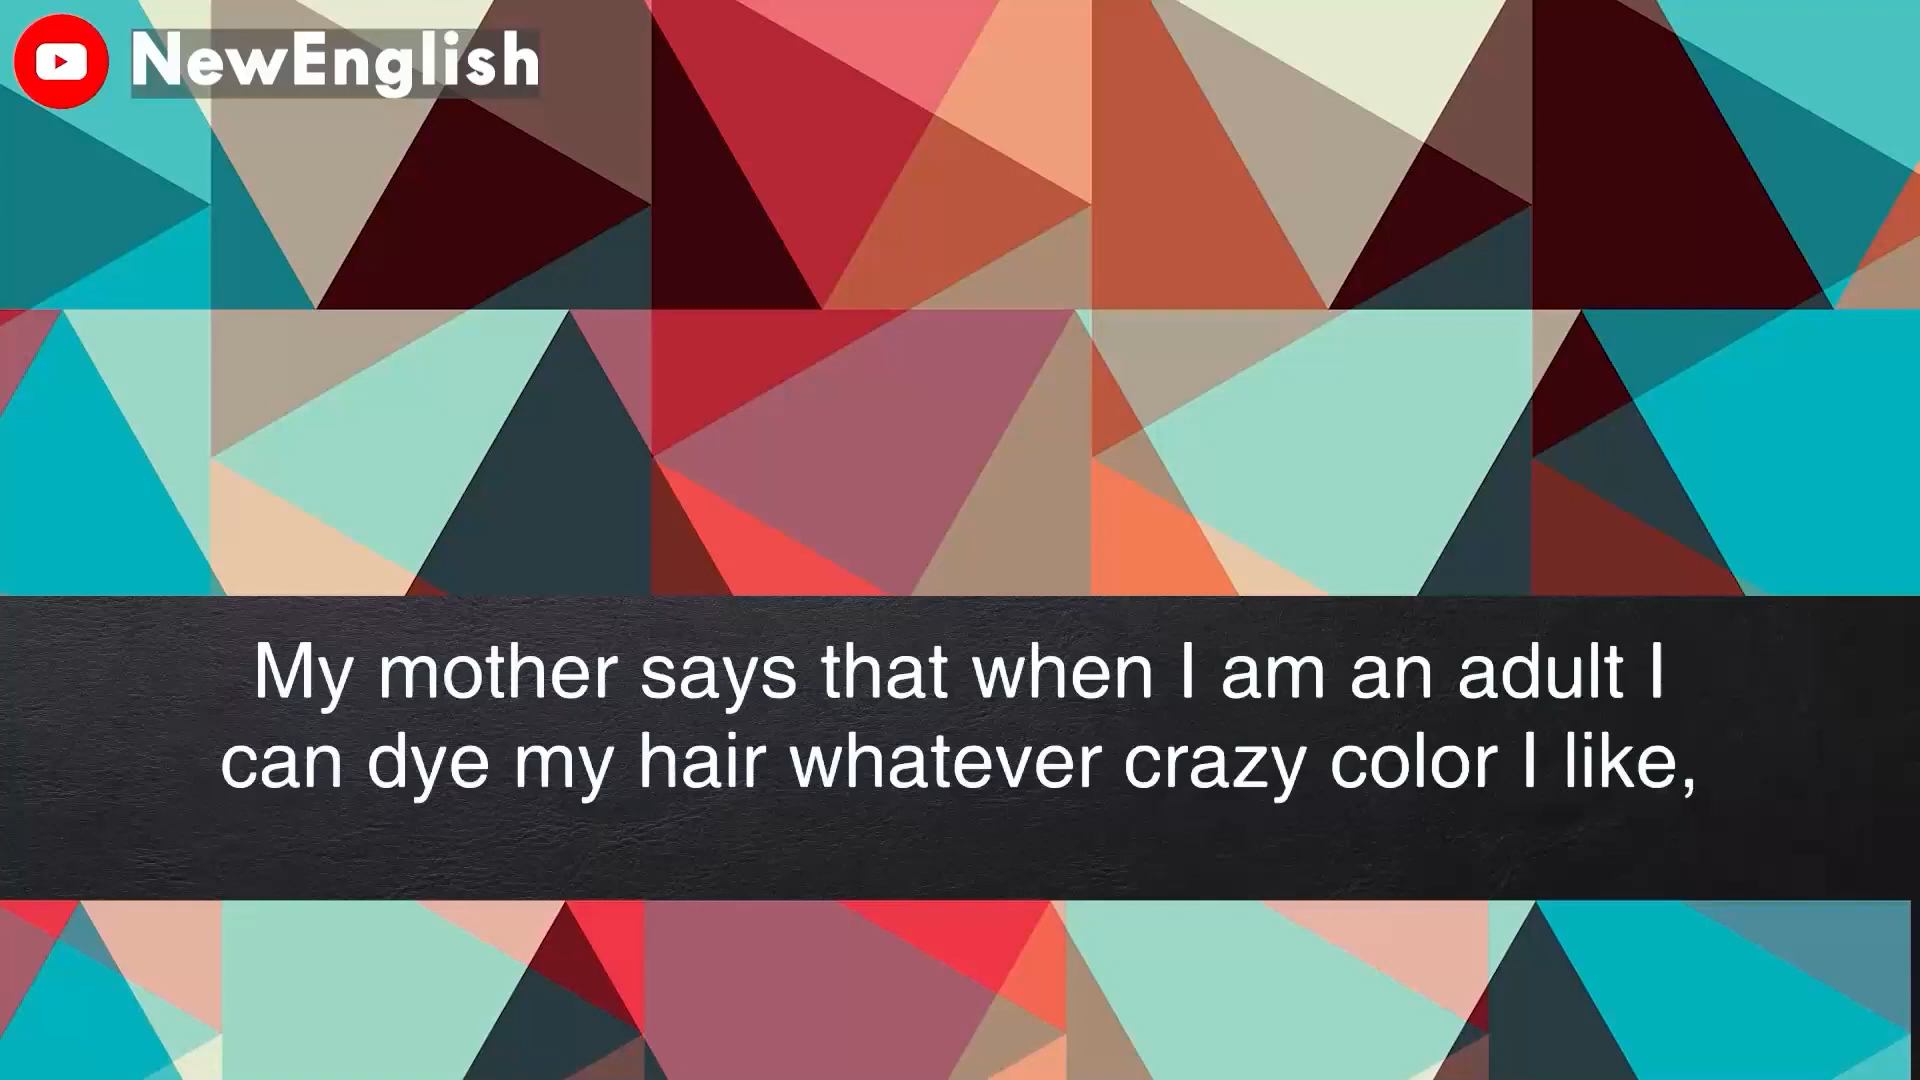 NewEnglish
My mother says that when I am an adult I
can dye my hair whatever crazy color I like,